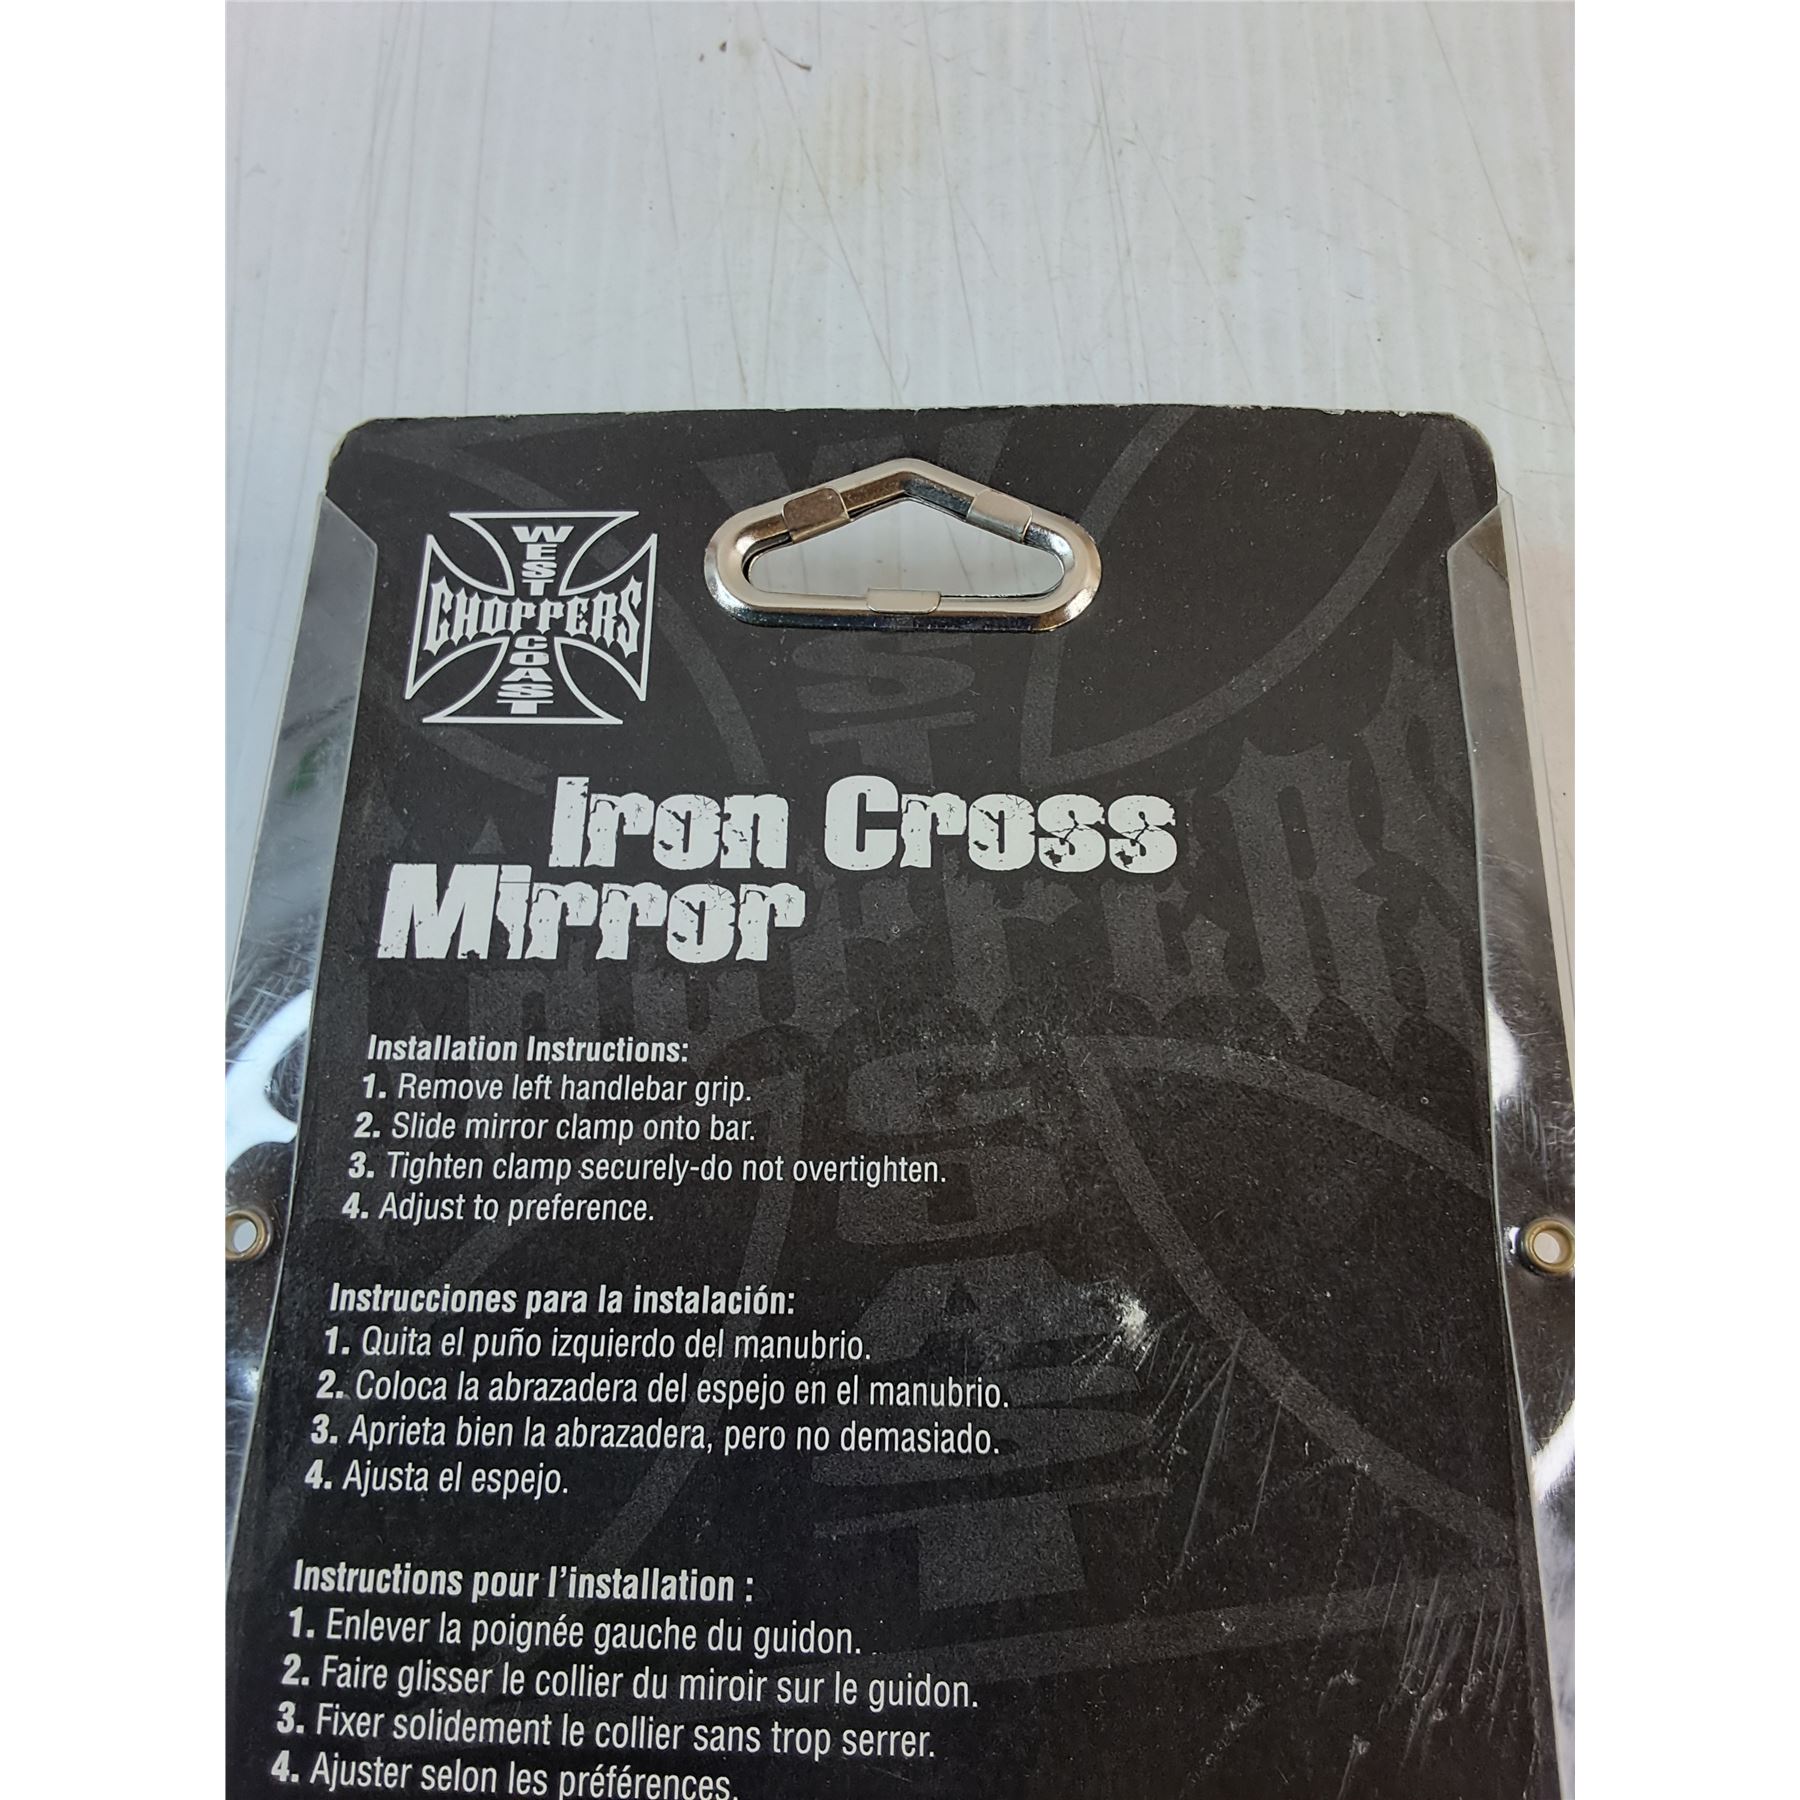 WEST
CHOPPERS
COAST
Iron Cross
Mirror
Installation Instructions:
1. Remove left handlebar grip.
2. Slide mirror clamp onto bar.
3. Tighten clamp securely-do not overtighten.
4. Adjust to preference.
Instrucciones para la instalación:
1. Quita el puño izquierdo del manubrio.
2. Coloca la abrazadera del espejo en el manubrio.
3. Aprieta bien la abrazadera, pero no demasiado.
4. Ajusta el espejo.
Instructions pour l'installation :
1. Enlever la poignée gauche du guidon.
2. Faire glisser le collier du miroir sur le guidon.
3. Fixer solidement le collier sans trop serrer.
4. Ajuster selon les préférences.